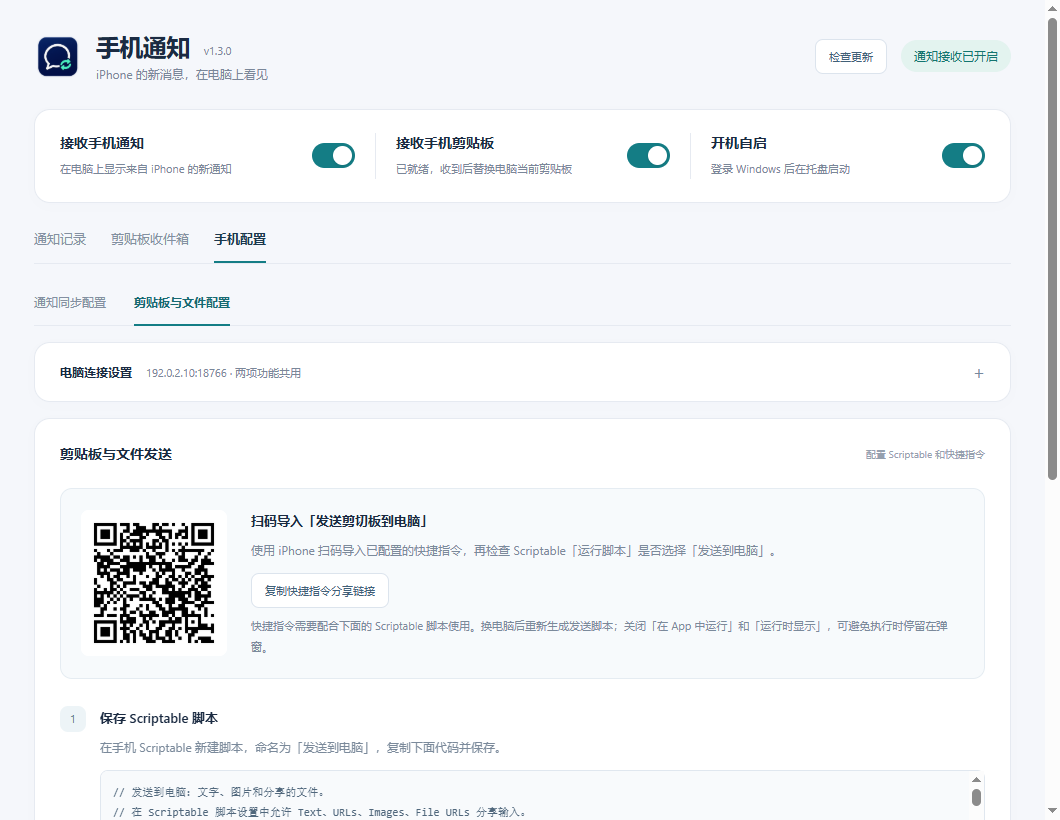 手机通知 v1.3.0
iPhone 的新消息，在电脑上看见
检查更新
通知接收已开启
接收手机通知
在电脑上显示来自 iPhone 的新通知
接收手机剪贴板
已就绪，收到后替换电脑当前剪贴板
开机自启
登录 Windows 后在托盘启动
通知记录 剪贴板收件箱 手机配置
通知同步配置 剪贴板与文件配置
电脑连接设置 192.0.2.10:18766 · 两项功能共用 +
剪贴板与文件发送 配置 Scriptable 和快捷指令
扫码导入「发送剪切板到电脑」
使用 iPhone 扫码导入已配置的快捷指令，再检查 Scriptable「运行脚本」是否选择「发送到电脑」。
复制快捷指令分享链接
快捷指令需要配合下面的 Scriptable 脚本使用。换电脑后重新生成发送脚本；关闭「在 App 中运行」和「运行时显示」，可避免执行时停留在弹
窗。
1 保存 Scriptable 脚本
在手机 Scriptable 新建脚本，命名为「发送到电脑」，复制下面代码并保存。
// 发送到电脑：文字、图片和分享的文件。
// 在 Scriptable 脚本设置中允许 Text、URLs、Images、File URLs 分享输入。